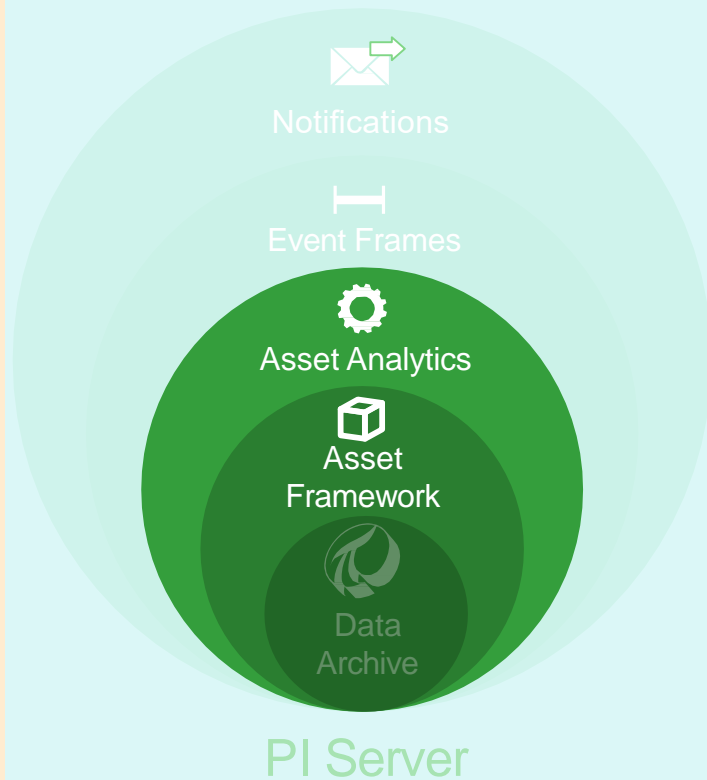 Notifications
Event Frames
Asset Analytics
Asset
Framework
Data
Archive
PI Server